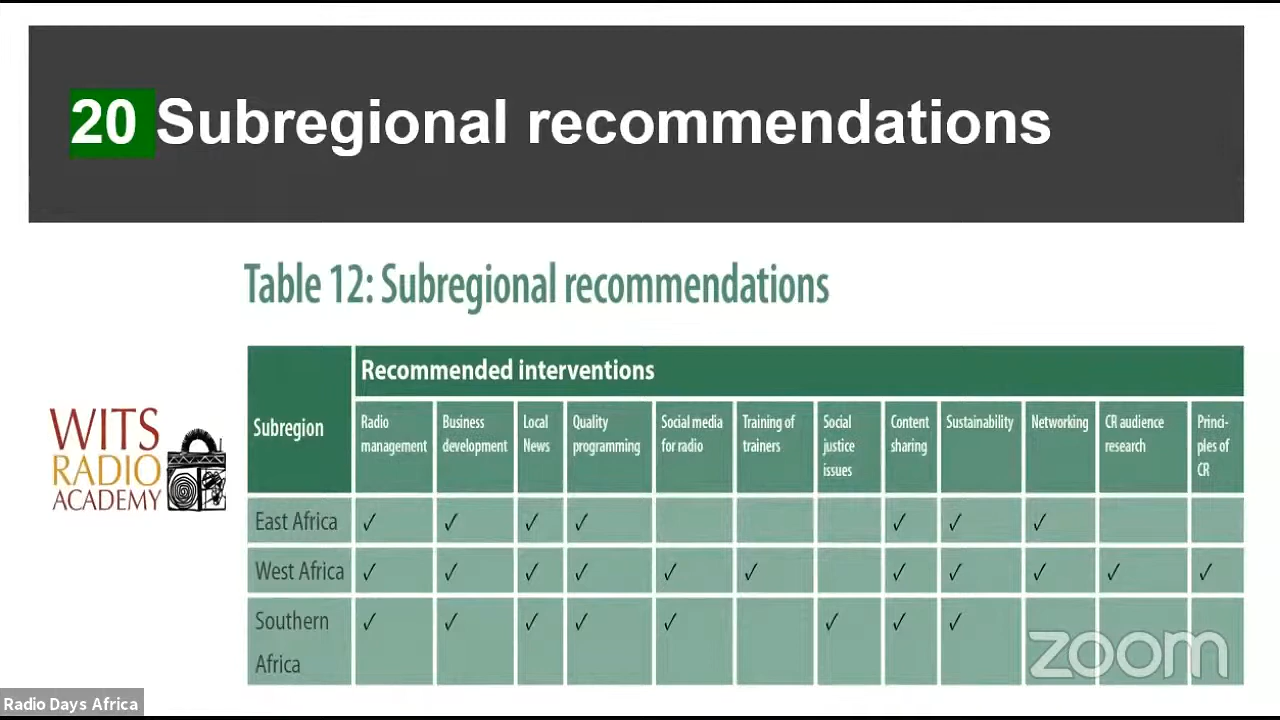 20 Subregional recommendations
Table 12: Subregional recommendations
WITS
RADIO
ACADEMY
Subregion
Recommended interventions
Radio management
Business development
Local News
Quality programming
Social media for radio
Training of trainers
Social justice issues
Content sharing
Sustainability
Networking
CR audience research
Princi-ples of CR
East Africa ✓ ✓ ✓ ✓ ✓ ✓ ✓
West Africa ✓ ✓ ✓ ✓ ✓ ✓ ✓ ✓ ✓ ✓ ✓
Southern Africa ✓ ✓ ✓ ✓ ✓ ✓ ✓ ✓
zoom
Radio Days Africa